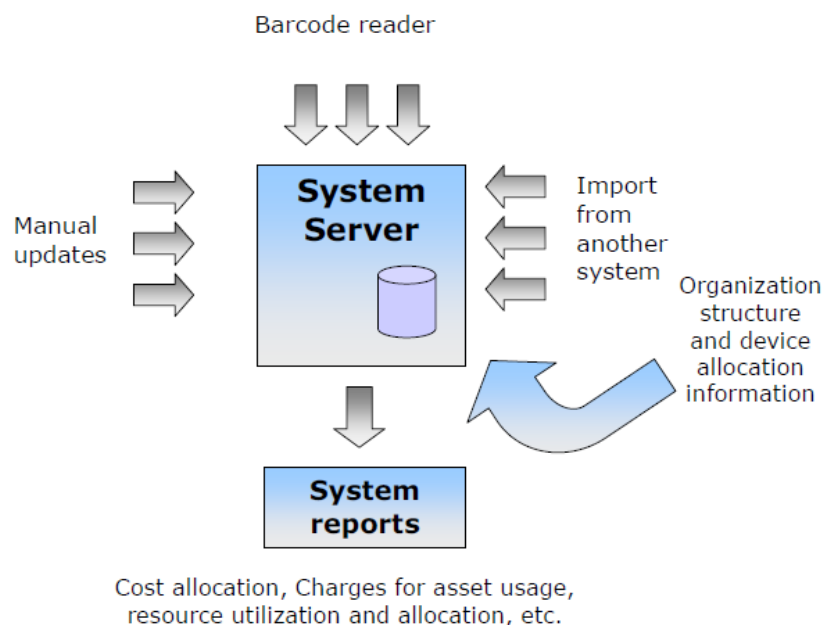 Barcode reader
System
Server
Manual
updates
Import
from
another
system
Organization
structure
and device
allocation
information
System
reports
Cost allocation, Charges for asset usage,
resource utilization and allocation, etc.